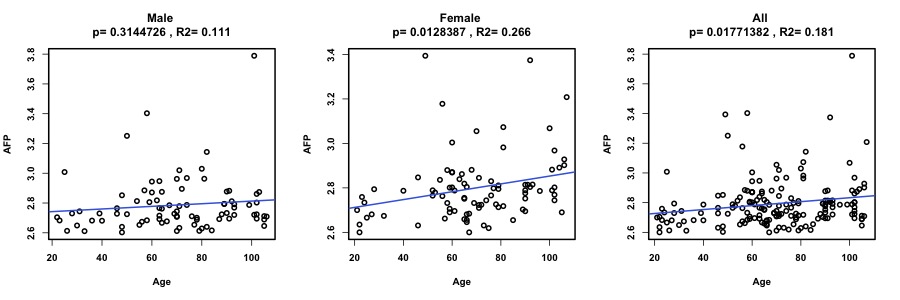 Male
p= 0.3144726 , R2= 0.111
AFP
3.8
3.6
3.4
3.2
3.0
2.8
2.6
20 40 60 80 100
Age
Female
p= 0.0128387 , R2= 0.266
AFP
3.4
3.2
3.0
2.8
2.6
20 40 60 80 100
Age
All
p= 0.01771382 , R2= 0.181
AFP
3.8
3.6
3.4
3.2
3.0
2.8
2.6
20 40 60 80 100
Age